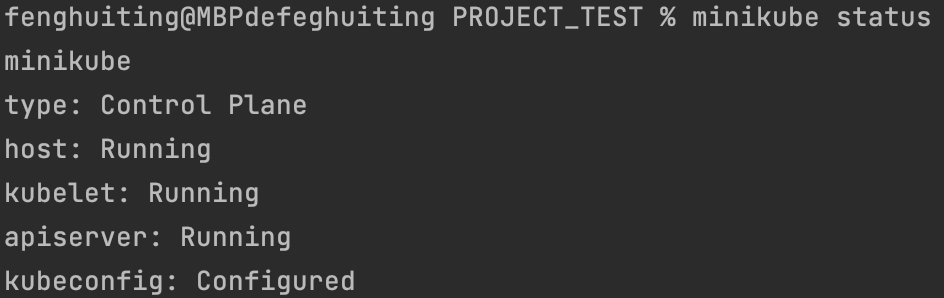 fenghuiting@MBPdefeghuiting PROJECT_TEST % minikube status
minikube
type: Control Plane
host: Running
kubelet: Running
apiserver: Running
kubeconfig: Configured